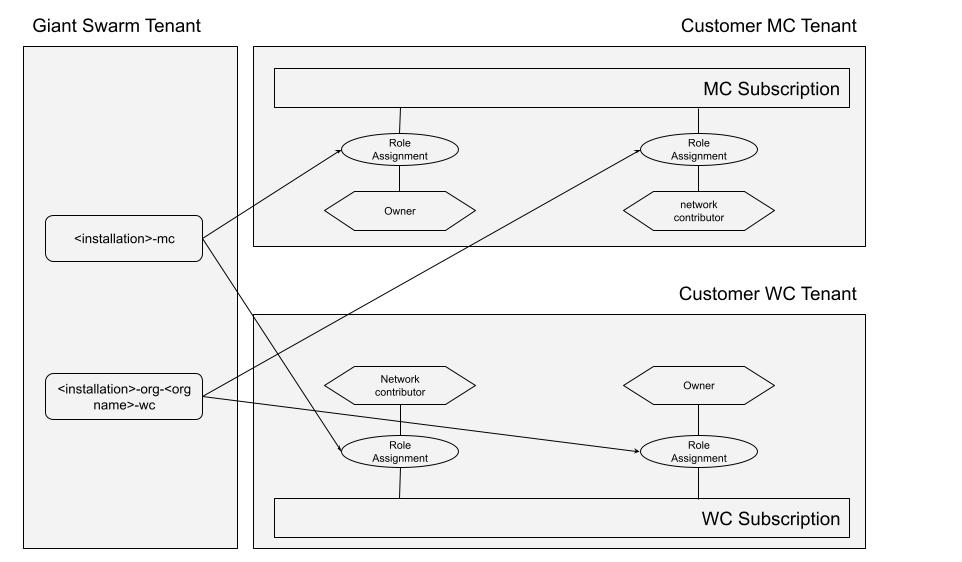 Giant Swarm Tenant
Customer MC Tenant
MC Subscription
Role
Assignment
Role
Assignment
Owner
network
contributor
<installation>-mc
Customer WC Tenant
<installation>-org-<org
name>-wc
Network
contributor
Owner
Role
Assignment
Role
Assignment
WC Subscription